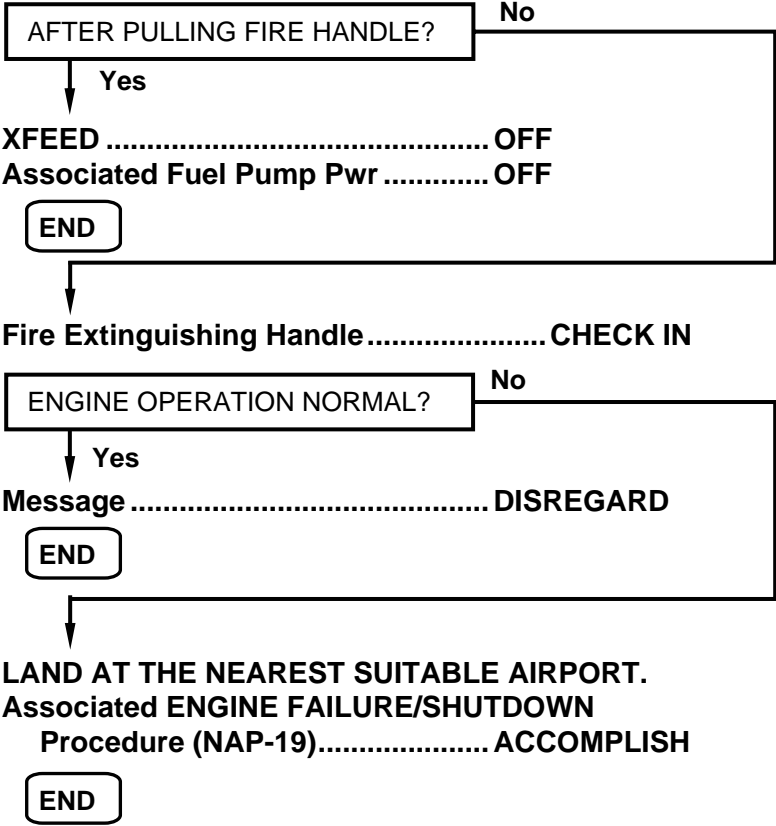 No
AFTER PULLING FIRE HANDLE?
Yes
XFEED ............................................... OFF
Associated Fuel Pump Pwr ............. OFF
END
Fire Extinguishing Handle ...................... CHECK IN
No
ENGINE OPERATION NORMAL?
Yes
Message ............................................ DISREGARD
END
LAND AT THE NEAREST SUITABLE AIRPORT.
Associated ENGINE FAILURE/SHUTDOWN
Procedure (NAP-19)..................... ACCOMPLISH
END